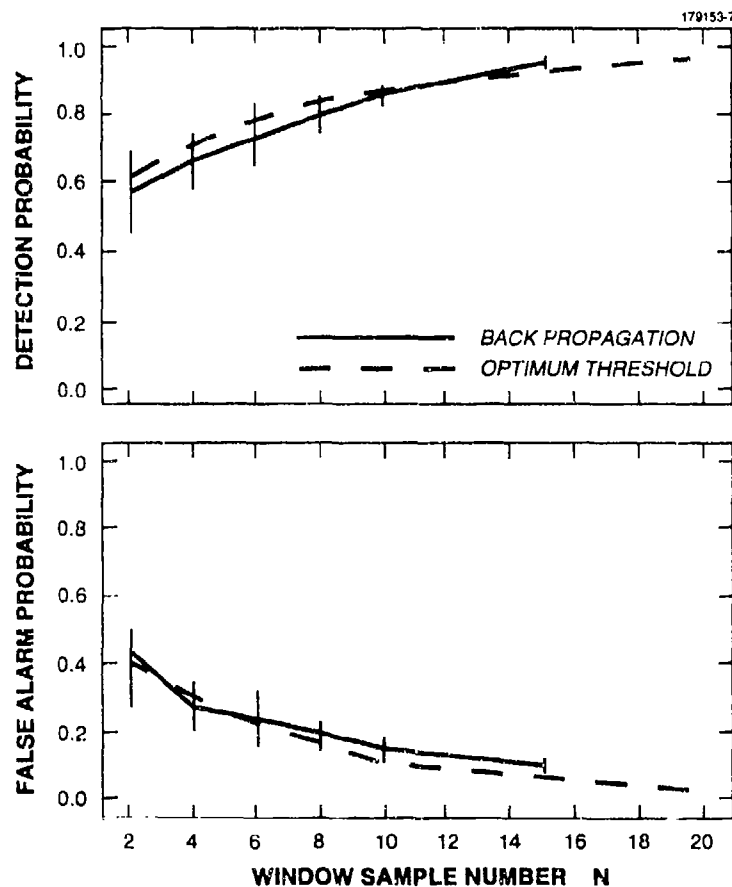 179153-7
DETECTION PROBABILITY
1.0
0.8
0.6
0.4
0.2
0.0
BACK PROPAGATION
OPTIMUM THRESHOLD
FALSE ALARM PROBABILITY
1.0
0.8
0.6
0.4
0.2
0.0
2 4 6 8 10 12 14 16 18 20
WINDOW SAMPLE NUMBER N